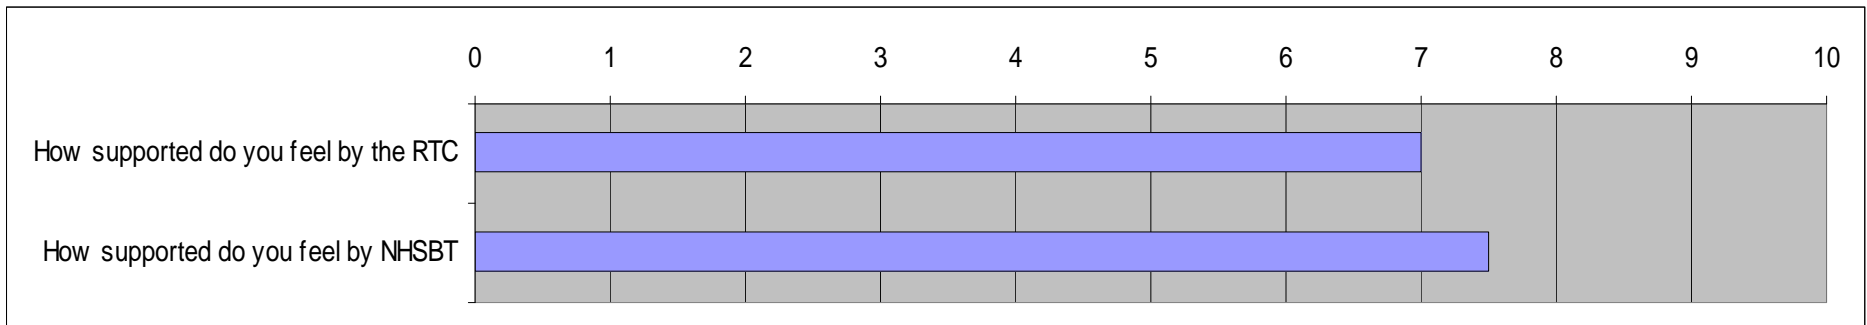 0 1 2 3 4 5 6 7 8 9 10
How supported do you feel by the RTC
How supported do you feel by NHSBT